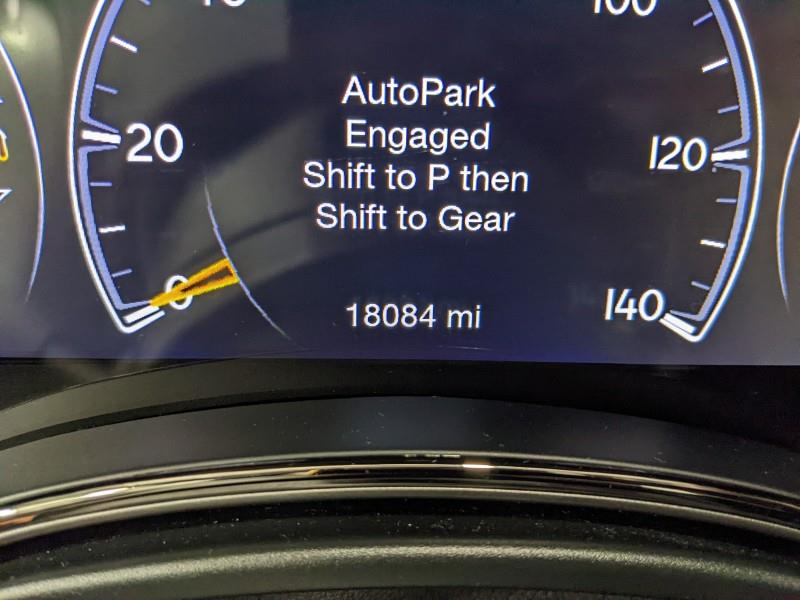 100
AutoPark
Engaged
20
120
Shift to P then
Shift to Gear
0
140
18084 mi